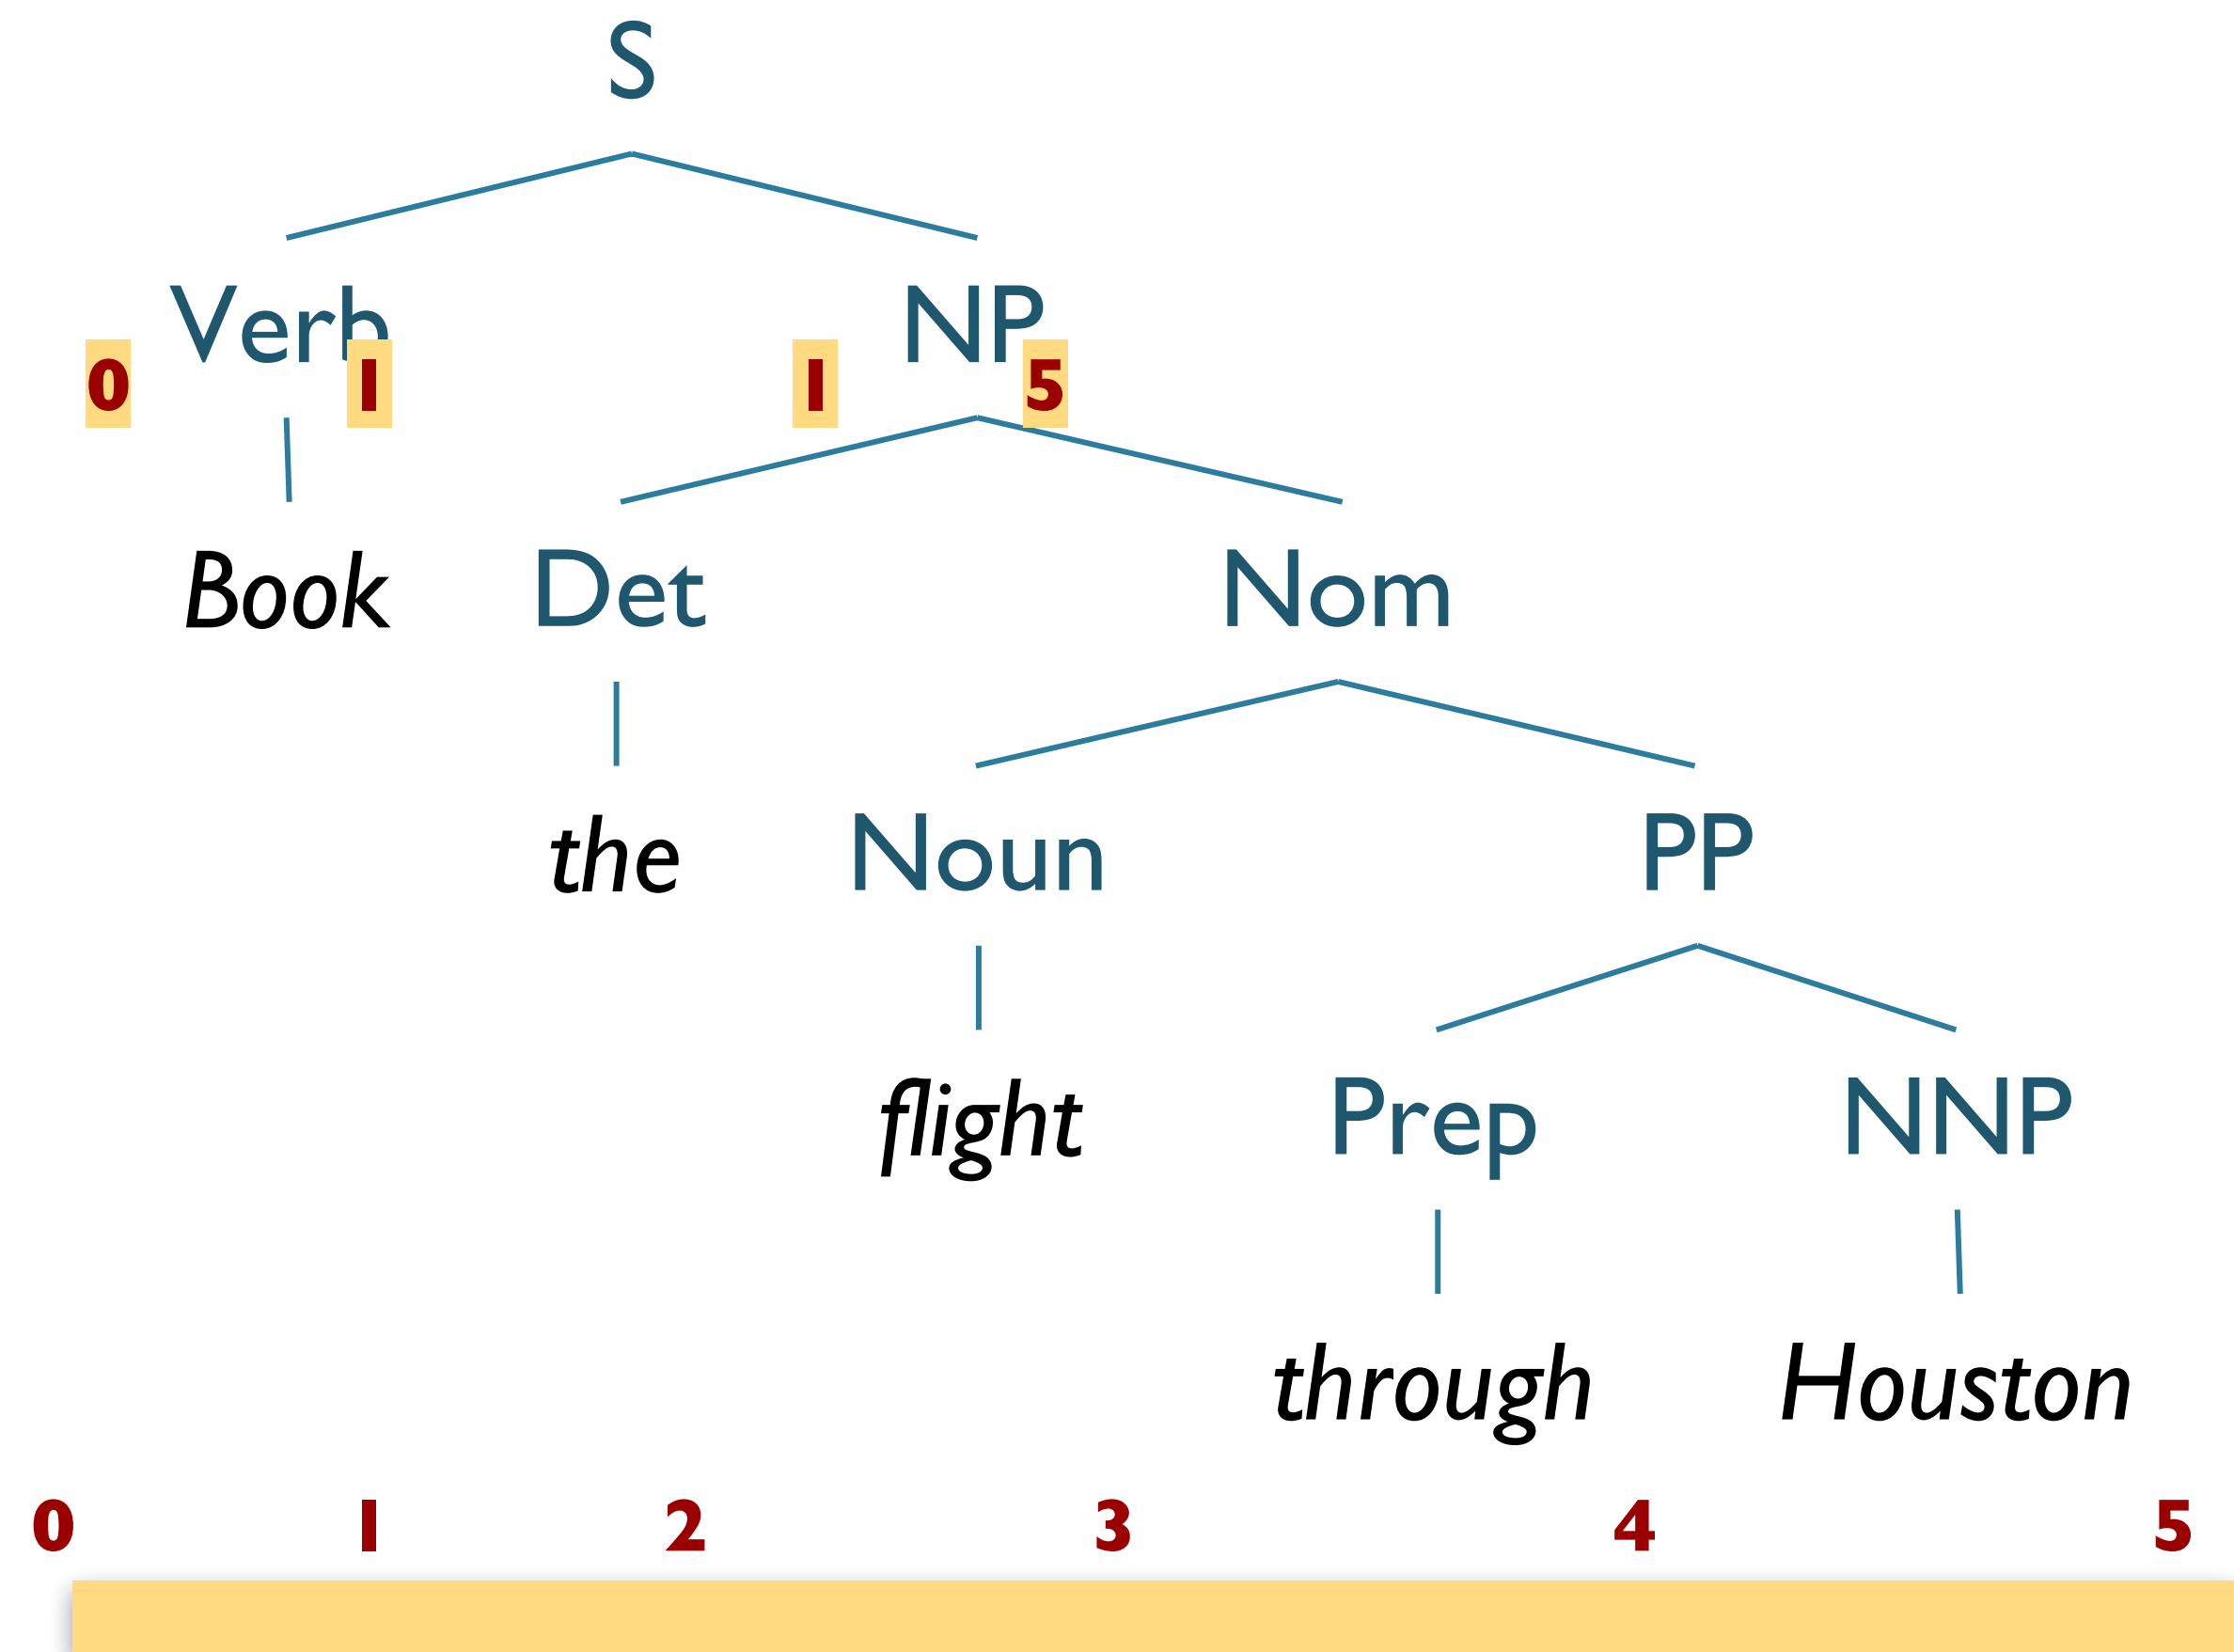 S
Verb NP
0 1 1 5
Book Det Nom
the Noun PP
flight Prep NNP
through Houston
0 1 2 3 4 5